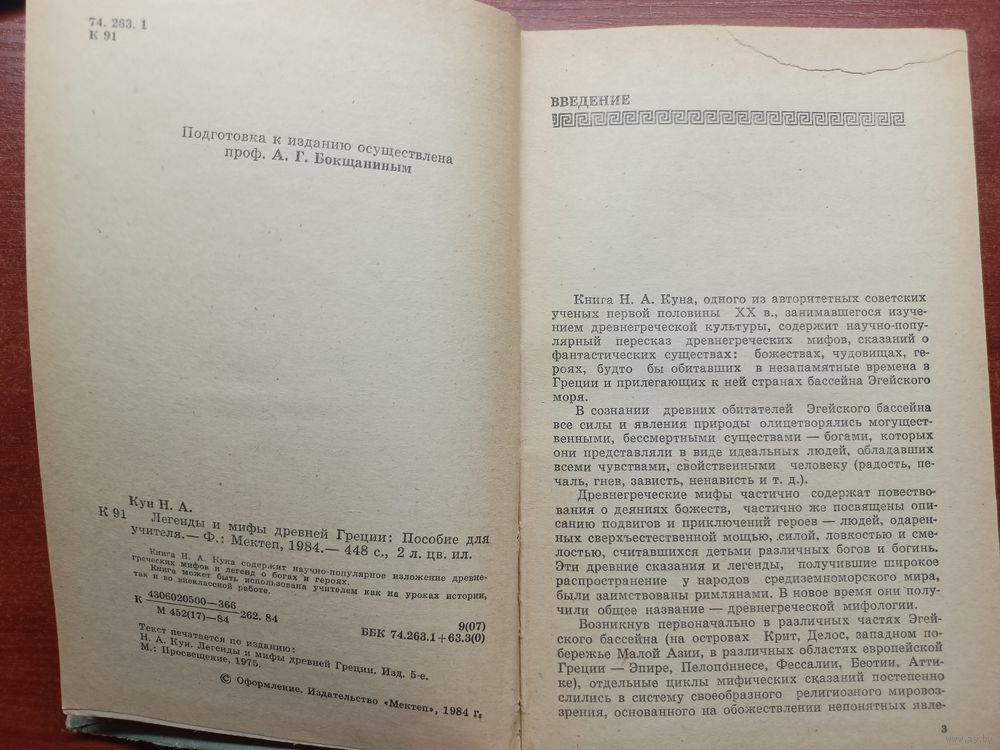 74. 263. 1
К 91
Подготовка к изданию осуществлена
проф. А. Г. Бокщаниным
Кун Н. А.
К 91 Легенды и мифы древней Греции: Пособие для
учителя.— Ф.: Мектеп, 1984.— 448 с., 2 л. цв. ил.
Книга Н. А. Куна содержит научно-популярное изложение древне-
греческих мифов и легенд о богах и героях.
Книга может быть использована учителем как на уроках истории,
так и во внеклассной работе.
К 4306020500—366
М 452(17)—84
262. 84
9(07)
ББК 74.263.1+63.3(0)
Текст печатается по изданию:
Н. А. Кун. Легенды и мифы древней Греции. Изд. 5-е.
М.: Просвещение, 1975.
© Оформление. Издательство «Мектеп», 1984 г.
ВВЕДЕНИЕ
Книга Н. А. Куна, одного из авторитетных советских
ученых первой половины XX в., занимавшегося изуче-
нием древнегреческой культуры, содержит научно-попу-
лярный пересказ древнегреческих мифов, сказаний о
фантастических существах: божествах, чудовищах, ге-
роях, будто бы обитавших в незапамятные времена в
Греции и прилегающих к ней странах бассейна Эгейского
моря.
В сознании древних обитателей Эгейского бассейна
все силы и явления природы олицетворялись могущест-
венными, бессмертными существами — богами, которых
они представляли в виде идеальных людей, обладавших
всеми чувствами, свойственными человеку (радость, пе-
чаль, гнев, зависть, ненависть и т. д.).
Древнегреческие мифы частично содержат повество-
вания о деяниях божеств, частично же посвящены опи-
санию подвигов и приключений героев — людей, одарен-
ных сверхъестественной мощью, силой, ловкостью и сме-
лостью, считавшихся детьми различных богов и богинь.
Эти древние сказания и легенды, получившие широкое
распространение у народов средиземноморского мира,
были заимствованы римлянами. В новое время они полу-
чили общее название — древнегреческой мифологии.
Возникнув первоначально в различных частях Эгей-
ского бассейна (на островах Крит, Делос, западном по-
бережье Малой Азии, в различных областях европейской
Греции — Эпире, Пелопоннесе, Фессалии, Беотии, Атти-
ке), отдельные циклы мифических сказаний постепенно
слились в систему своеобразного религиозного мировоз-
зрения, основанного на обожествлении непонятных явле-
3
www.ay.by